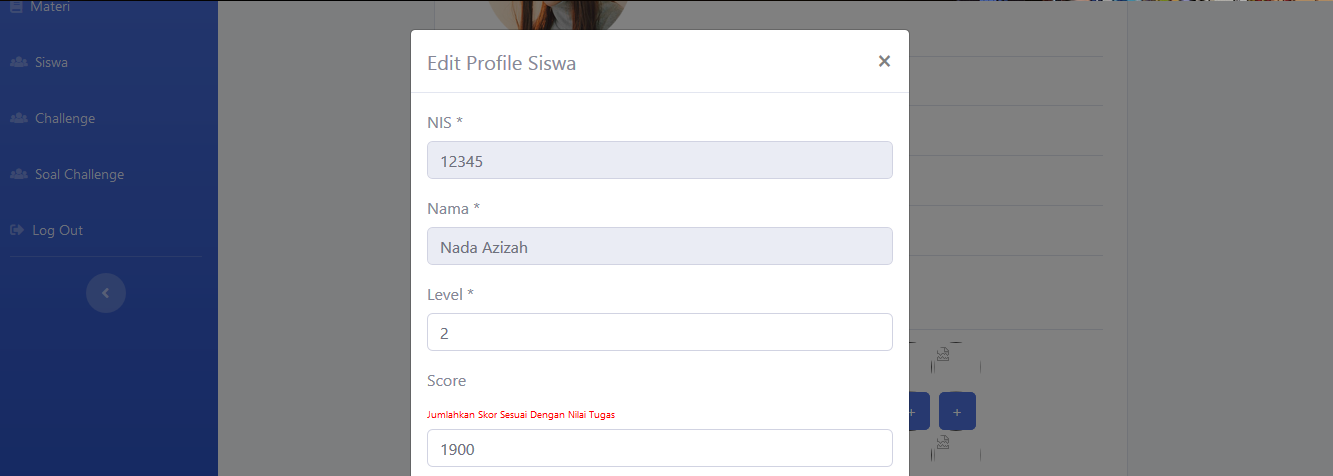 Materi
Siswa
Challenge
Soal Challenge
Log Out
Edit Profile Siswa
×
NIS *
12345
Nama *
Nada Azizah
Level *
2
Score
Jumlahkan Skor Sesuai Dengan Nilai Tugas
1900
+
+